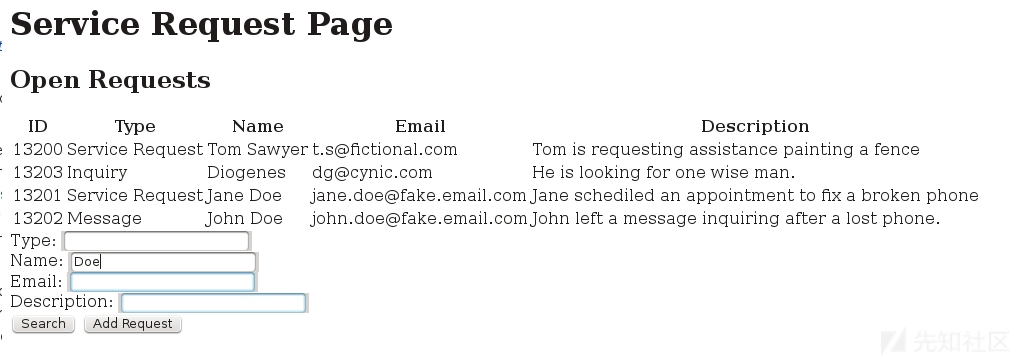 Service Request Page
Open Requests
ID Type Name Email Description
13200 Service Request Tom Sawyer t.s@fictional.com Tom is requesting assistance painting a fence
13203 Inquiry Diogenes dg@cynic.com He is looking for one wise man.
13201 Service Request Jane Doe jane.doe@fake.email.com Jane schediled an appointment to fix a broken phone
13202 Message John Doe john.doe@fake.email.com John left a message inquiring after a lost phone.
Type:
Name: Doe
Email:
Description:
Search Add Request
先知社区